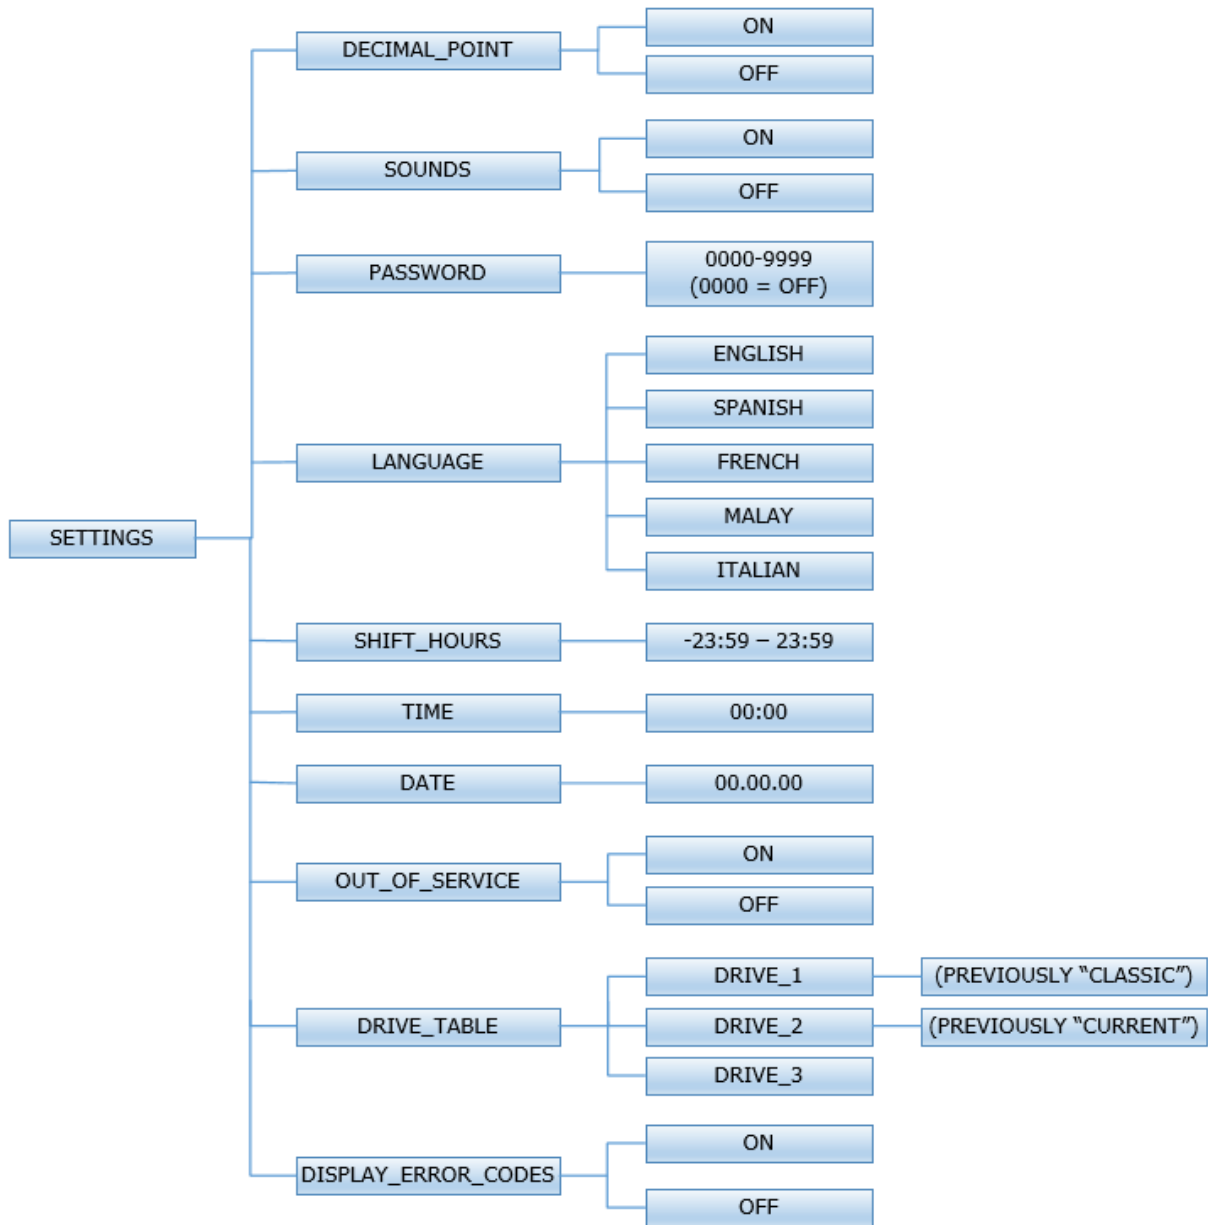 SETTINGS
DECIMAL_POINT
ON
OFF
SOUNDS
ON
OFF
PASSWORD
0000-9999
(0000 = OFF)
LANGUAGE
ENGLISH
SPANISH
FRENCH
MALAY
ITALIAN
SHIFT_HOURS
-23:59 – 23:59
TIME
00:00
DATE
00.00.00
OUT_OF_SERVICE
ON
OFF
DRIVE_TABLE
DRIVE_1
(PREVIOUSLY “CLASSIC”)
DRIVE_2
(PREVIOUSLY “CURRENT”)
DRIVE_3
DISPLAY_ERROR_CODES
ON
OFF